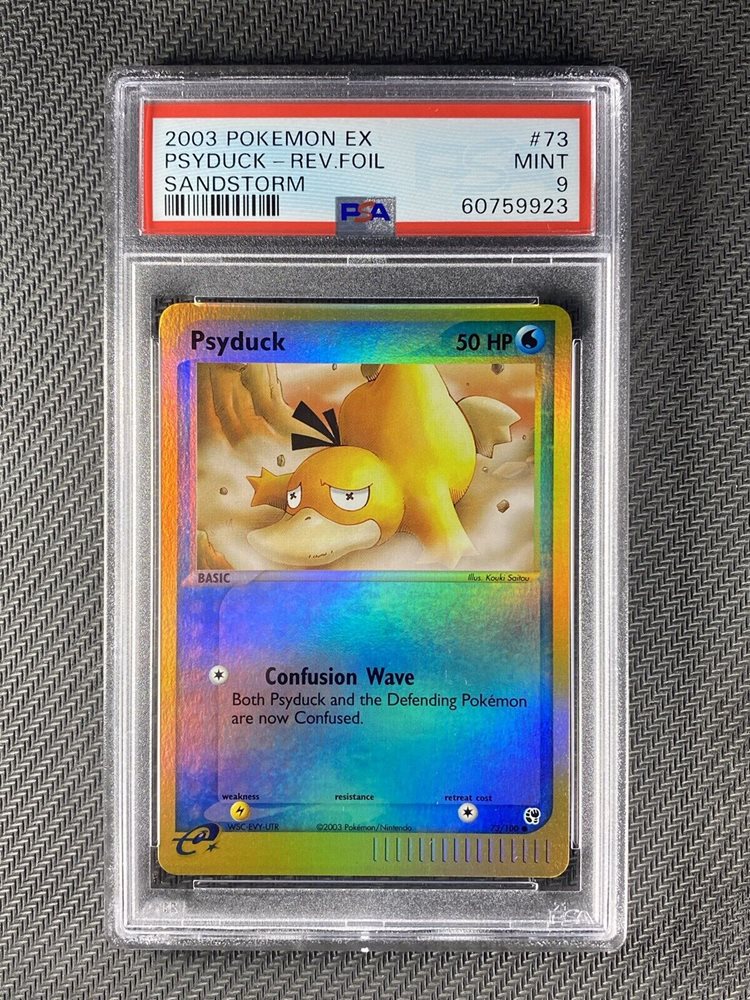 2003 POKEMON EX #73
PSYDUCK - REV.FOIL MINT
SANDSTORM 9
PSA 60759923
Psyduck 50 HP
BASIC Illus. Kouki Saitou
Confusion Wave
Both Psyduck and the Defending Pokémon
are now Confused.
weakness resistance retreat cost
WSC-EVY-UTR ©2003 Pokémon/Nintendo 73/100
e